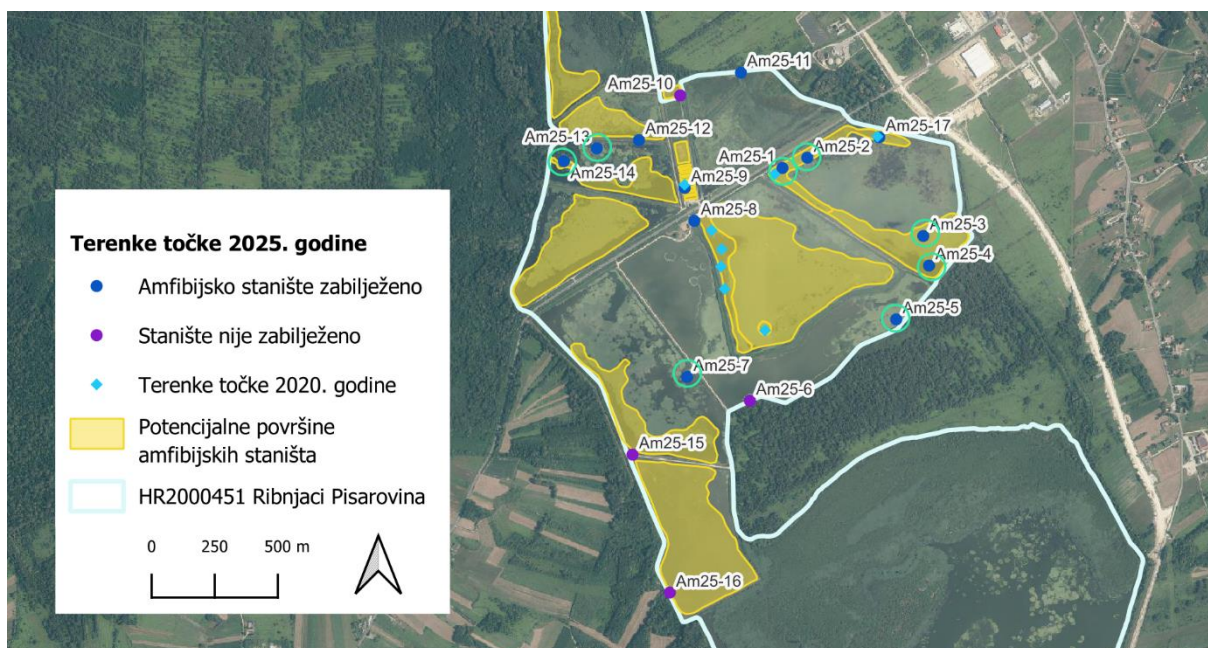 Am25-11
Am25-10
Am25-13
Am25-12
Am25-17
Am25-1
Am25-2
Am25-14
Am25-9
Am25-8
Am25-3
Am25-4
Am25-5
Am25-7
Am25-6
Am25-15
Am25-16
Terenke točke 2025. godine
Amfibijsko stanište zabilježeno
Stanište nije zabilježeno
Terenke točke 2020. godine
Potencijalne površine
amfibijskih staništa
HR2000451 Ribnjaci Pisarovina
0 250 500 m